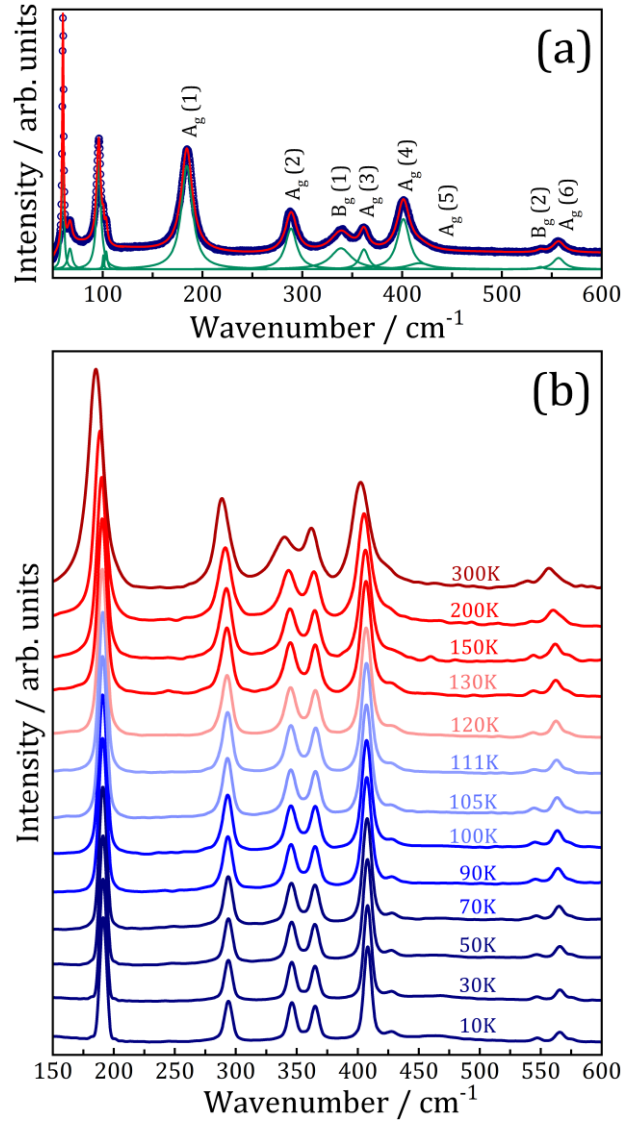 (a)
Intensity / arb. units
A_g (1)
A_g (2)
B_g (1)
A_g (3)
A_g (4)
A_g (5)
B_g (2)
A_g (6)
100 200 300 400 500 600
Wavenumber / cm⁻¹
(b)
Intensity / arb. units
300K
200K
150K
130K
120K
111K
105K
100K
90K
70K
50K
30K
10K
150 200 250 300 350 400 450 500 550 600
Wavenumber / cm⁻¹